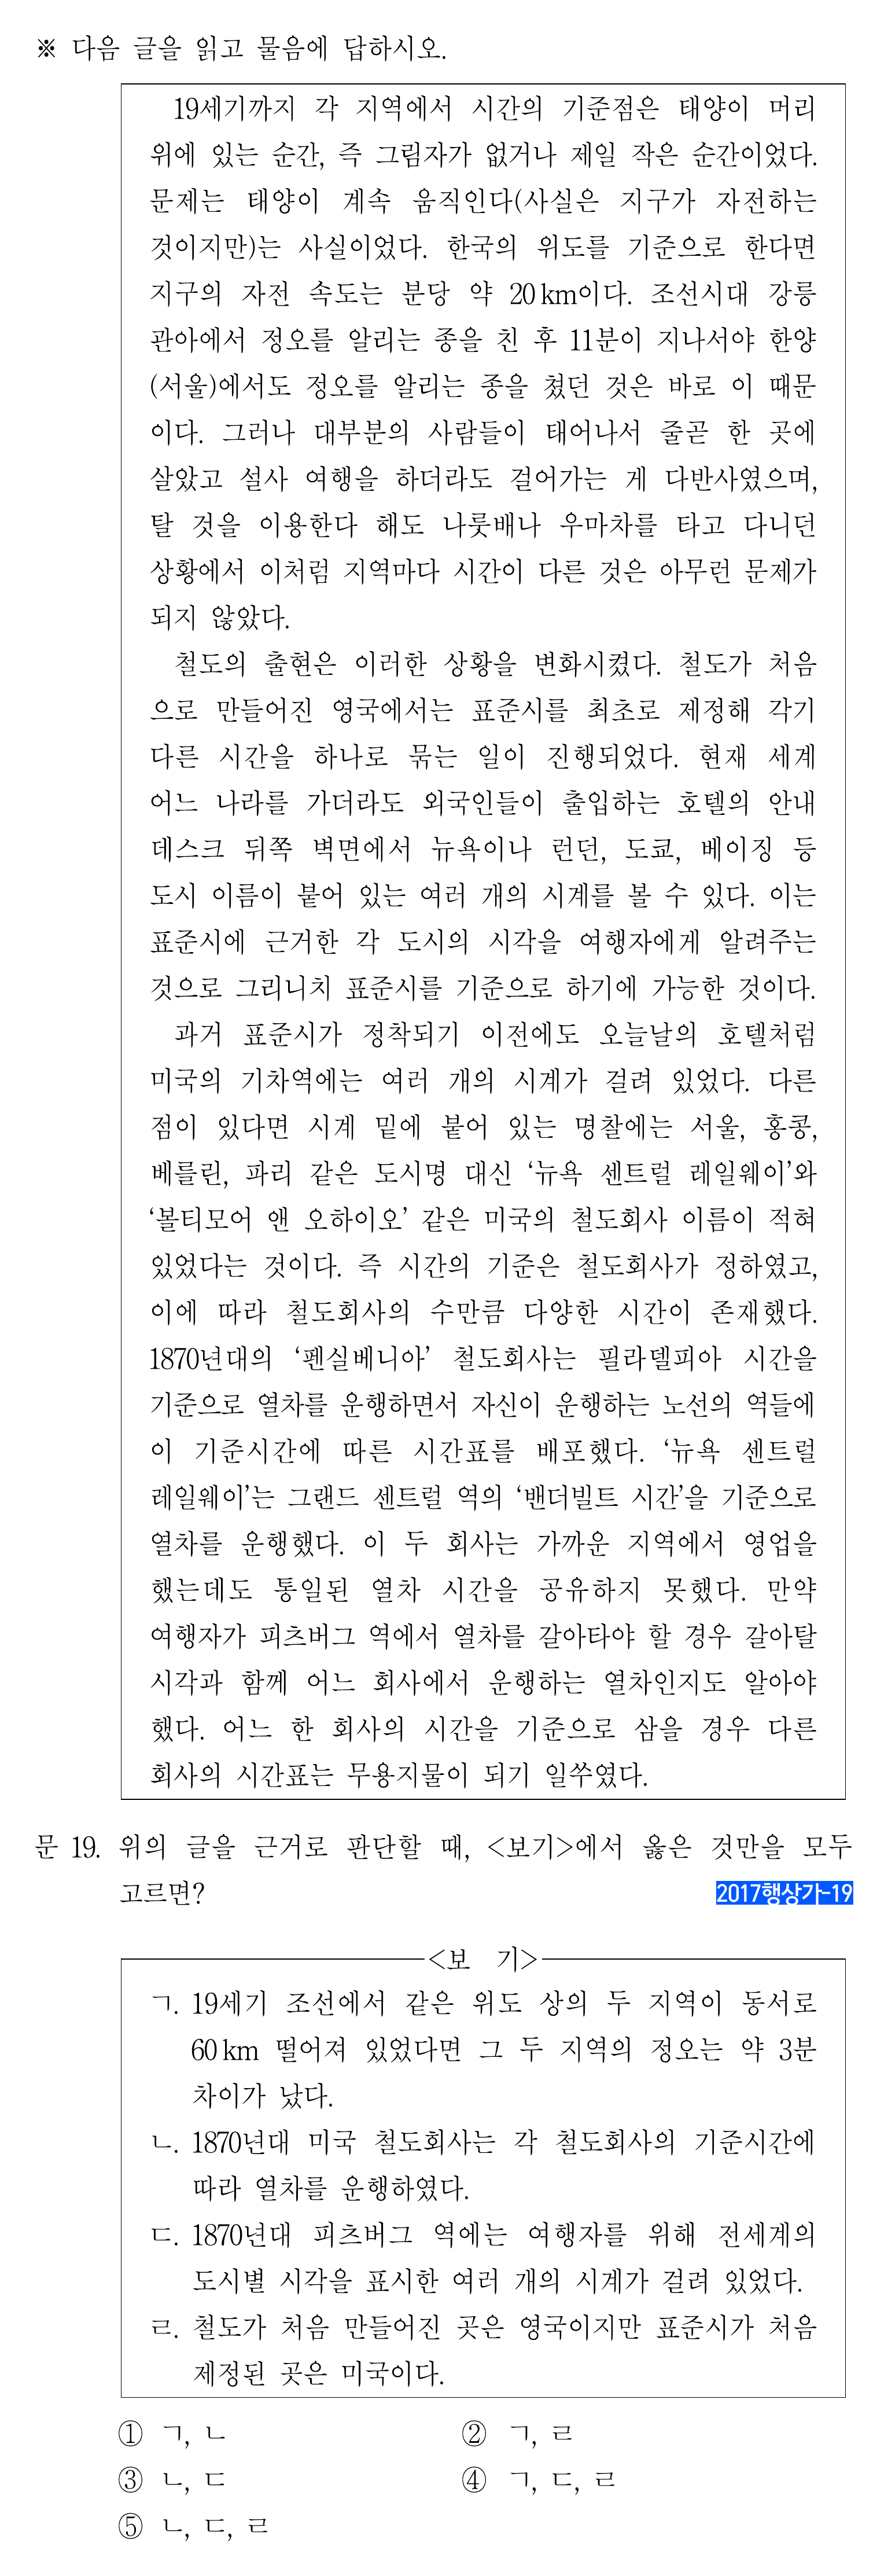 ※ 다음 글을 읽고 물음에 답하시오.
19세기까지 각 지역에서 시간의 기준점은 태양이 머리
위에 있는 순간, 즉 그림자가 없거나 제일 작은 순간이었다.
문제는 태양이 계속 움직인다(사실은 지구가 자전하는
것이지만)는 사실이었다. 한국의 위도를 기준으로 한다면
지구의 자전 속도는 분당 약 20km이다. 조선시대 강릉
관아에서 정오를 알리는 종을 친 후 11분이 지나서야 한양
(서울)에서도 정오를 알리는 종을 쳤던 것은 바로 이 때문
이다. 그러나 대부분의 사람들이 태어나서 줄곧 한 곳에
살았고 설사 여행을 하더라도 걸어가는 게 다반사였으며,
탈 것을 이용한다 해도 나룻배나 우마차를 타고 다니던
상황에서 이처럼 지역마다 시간이 다른 것은 아무런 문제가
되지 않았다.
철도의 출현은 이러한 상황을 변화시켰다. 철도가 처음
으로 만들어진 영국에서는 표준시를 최초로 제정해 각기
다른 시간을 하나로 묶는 일이 진행되었다. 현재 세계
어느 나라를 가더라도 외국인들이 출입하는 호텔의 안내
데스크 뒤쪽 벽면에서 뉴욕이나 런던, 도쿄, 베이징 등
도시 이름이 붙어 있는 여러 개의 시계를 볼 수 있다. 이는
표준시에 근거한 각 도시의 시각을 여행자에게 알려주는
것으로 그리니치 표준시를 기준으로 하기에 가능한 것이다.
과거 표준시가 정착되기 이전에도 오늘날의 호텔처럼
미국의 기차역에는 여러 개의 시계가 걸려 있었다. 다른
점이 있다면 시계 밑에 붙어 있는 명찰에는 서울, 홍콩,
베를린, 파리 같은 도시명 대신 ‘뉴욕 센트럴 레일웨이’와
‘볼티모어 앤 오하이오’ 같은 미국의 철도회사 이름이 적혀
있었다는 것이다. 즉 시간의 기준은 철도회사가 정하였고,
이에 따라 철도회사의 수만큼 다양한 시간이 존재했다.
1870년대의 ‘펜실베니아’ 철도회사는 필라델피아 시간을
기준으로 열차를 운행하면서 자신이 운행하는 노선의 역들에
이 기준시간에 따른 시간표를 배포했다. ‘뉴욕 센트럴
레일웨이’는 그랜드 센트럴 역의 ‘밴더빌트 시간’을 기준으로
열차를 운행했다. 이 두 회사는 가까운 지역에서 영업을
했는데도 통일된 열차 시간을 공유하지 못했다. 만약
여행자가 피츠버그 역에서 열차를 갈아타야 할 경우 갈아탈
시각과 함께 어느 회사에서 운행하는 열차인지도 알아야
했다. 어느 한 회사의 시간을 기준으로 삼을 경우 다른
회사의 시간표는 무용지물이 되기 일쑤였다.
문 19. 위의 글을 근거로 판단할 때, <보기>에서 옳은 것만을 모두
고르면? 2017행상가-19
<보 기>
ㄱ. 19세기 조선에서 같은 위도 상의 두 지역이 동서로
60km 떨어져 있었다면 그 두 지역의 정오는 약 3분
차이가 났다.
ㄴ. 1870년대 미국 철도회사는 각 철도회사의 기준시간에
따라 열차를 운행하였다.
ㄷ. 1870년대 피츠버그 역에는 여행자를 위해 전세계의
도시별 시각을 표시한 여러 개의 시계가 걸려 있었다.
ㄹ. 철도가 처음 만들어진 곳은 영국이지만 표준시가 처음
제정된 곳은 미국이다.
① ㄱ, ㄴ ② ㄱ, ㄹ
③ ㄴ, ㄷ ④ ㄱ, ㄷ, ㄹ
⑤ ㄴ, ㄷ, ㄹ